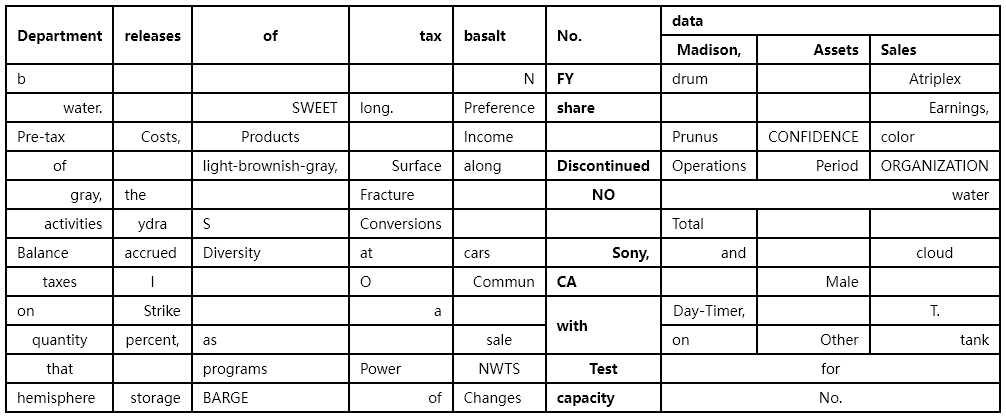 Department releases of tax basalt No. data
Madison, Assets Sales
b N FY drum Atriplex
water. SWEET long. Preference share Earnings,
Pre-tax Costs, Products Income Prunus CONFIDENCE color
of light-brownish-gray, Surface along Discontinued Operations Period ORGANIZATION
gray, the Fracture NO water
activities ydra S Conversions Total
Balance accrued Diversity at cars Sony, and cloud
taxes I O Commun CA Male
on Strike a with Day-Timer, T.
quantity percent, as sale on Other tank
that programs Power NWTS Test for
hemisphere storage BARGE of Changes capacity No.